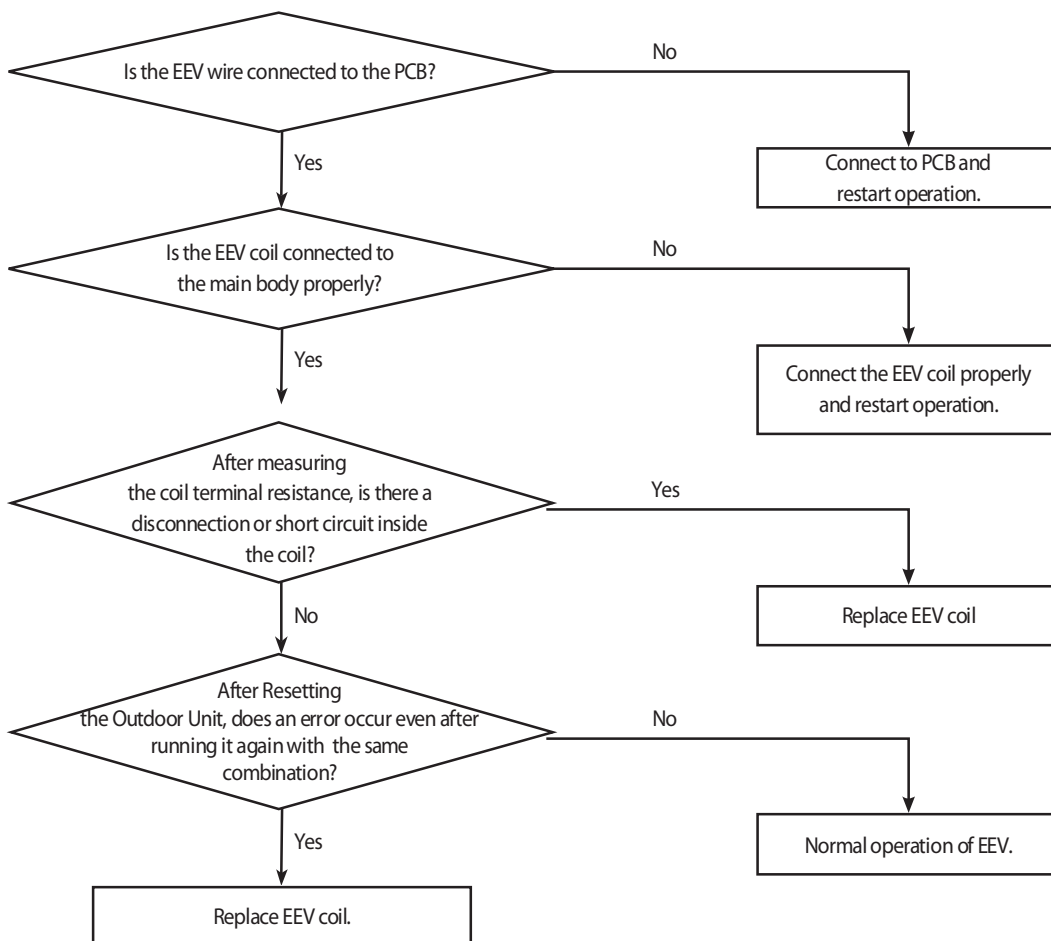 Is the EEV wire connected to the PCB?
No
Yes
Connect to PCB and
restart operation.
Is the EEV coil connected to
the main body properly?
No
Yes
Connect the EEV coil properly
and restart operation.
After measuring
the coil terminal resistance, is there a
disconnection or short circuit inside
the coil?
Yes
No
Replace EEV coil
After Resetting
the Outdoor Unit, does an error occur even after
running it again with the same
combination?
No
Yes
Normal operation of EEV.
Replace EEV coil.